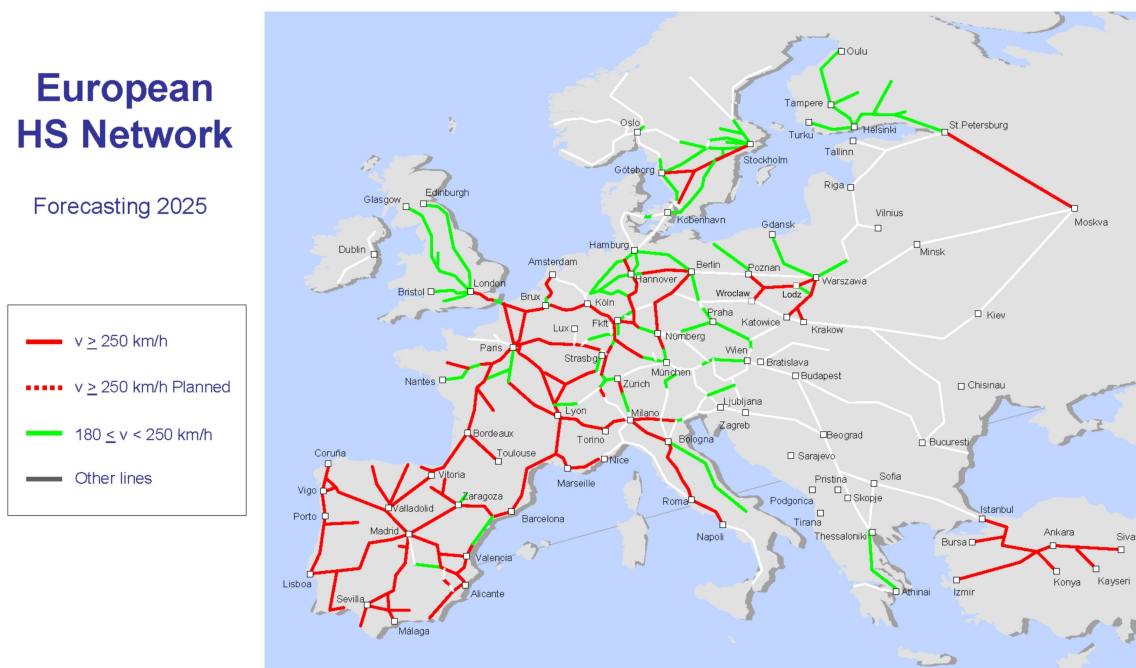 European
HS Network
Forecasting 2025
v ≥ 250 km/h
v ≥ 250 km/h Planned
180 ≤ v < 250 km/h
Other lines
Oulu
Tampere
Turku
Helsinki
St Petersburg
Tallinn
Oslo
Stockholm
Göteborg
Riga
Edinburgh
Glasgow
Kobenhavn
Vilnius
Moskva
Gdansk
Minsk
Dublin
Hamburg
Amsterdam
Berlin
Poznan
Warszawa
London
Hannover
Bristol
Brux
Köln
Wroclaw
Lodz
Kiev
Lux
Fkft
Praha
Katowice
Krakow
Nürnberg
Paris
Strasbg
Wien
Bratislava
München
Budapest
Nantes
Zürich
Chisinau
Ljubljana
Lyon
Milano
Zagreb
Torino
Bologna
Beograd
Bucuresti
Bordeaux
Coruña
Toulouse
Nice
Sarajevo
Vitoria
Marseille
Sofia
Vigo
Zaragoza
Pristina
Podgorica
Skopje
Porto
Valladolid
Roma
Istanbul
Barcelona
Tirana
Madrid
Napoli
Thessaloniki
Bursa
Ankara
Sivas
Valencia
Lisboa
Konya
Kayseri
Alicante
Izmir
Athinai
Sevilla
Málaga